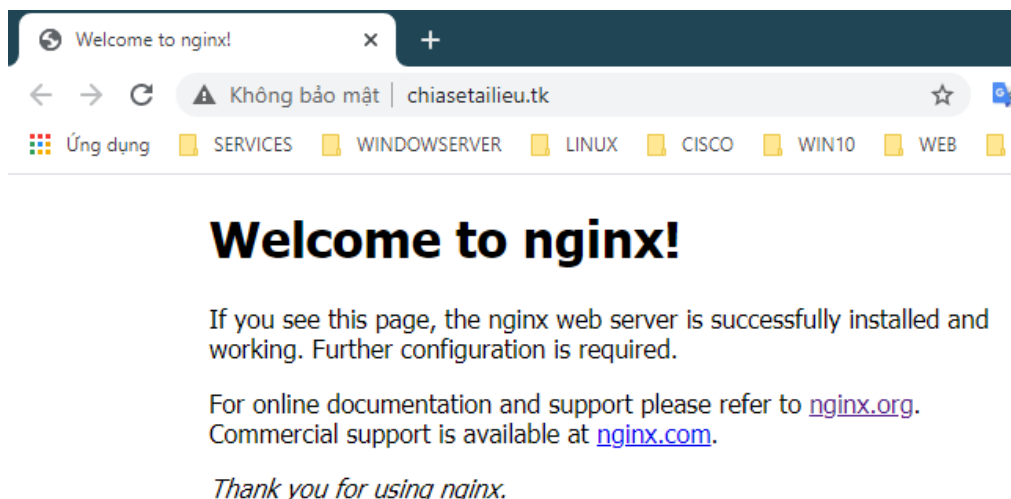 Welcome to nginx!
Không bảo mật | chiasetailieu.tk
Ứng dụng SERVICES WINDOWSERVER LINUX CISCO WIN10 WEB
Welcome to nginx!
If you see this page, the nginx web server is successfully installed and
working. Further configuration is required.
For online documentation and support please refer to nginx.org.
Commercial support is available at nginx.com.
Thank you for using nginx.